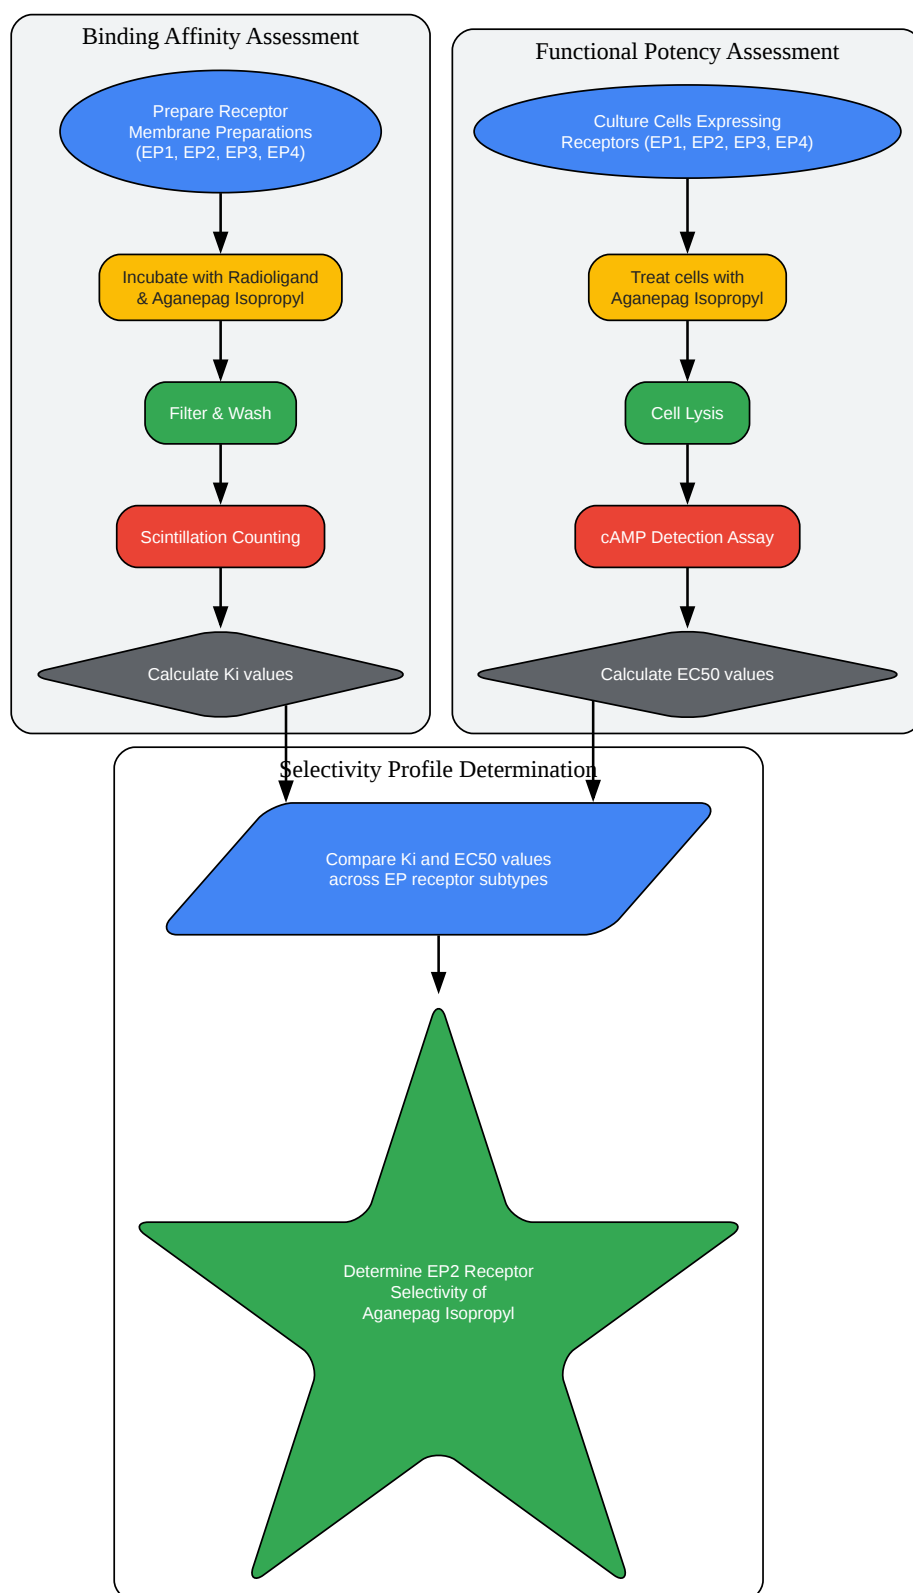 Binding Affinity Assessment
Prepare Receptor
Membrane Preparations
(EP1, EP2, EP3, EP4)
Incubate with Radioligand
& Aganepag Isopropyl
Filter & Wash
Scintillation Counting
Calculate Ki values
Functional Potency Assessment
Culture Cells Expressing
Receptors (EP1, EP2, EP3, EP4)
Treat cells with
Aganepag Isopropyl
Cell Lysis
cAMP Detection Assay
Calculate EC50 values
Selectivity Profile Determination
Compare Ki and EC50 values
across EP receptor subtypes
Determine EP2 Receptor
Selectivity of
Aganepag Isopropyl